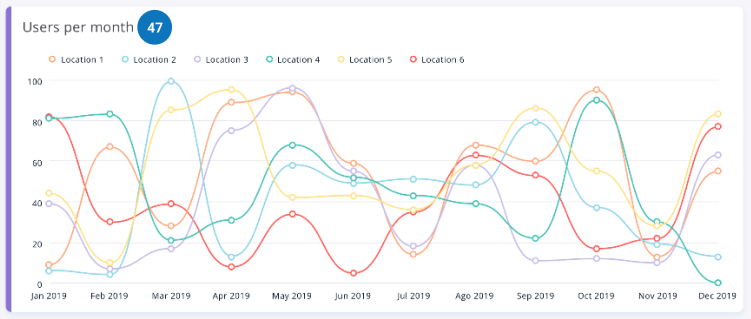 Users per month 47
Location 1 Location 2 Location 3 Location 4 Location 5 Location 6
100
80
60
40
20
0
Jan 2019 Feb 2019 Mar 2019 Apr 2019 May 2019 Jun 2019 Jul 2019 Ago 2019 Sep 2019 Oct 2019 Nov 2019 Dec 2019